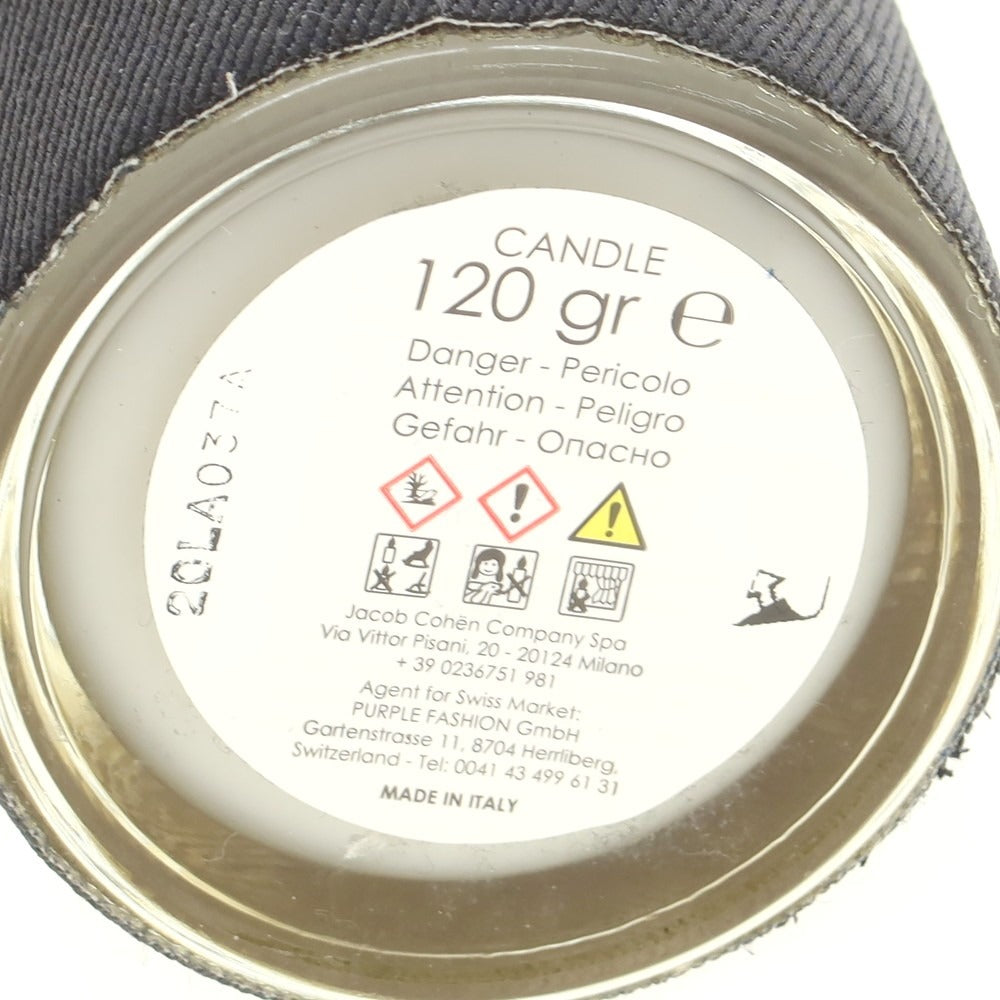 CANDLE
120 gr ℮
Danger - Pericolo
Attention - Peligro
Gefahr - Опасно
Jacob Cohën Company Spa
Via Vittor Pisani, 20 - 20124 Milano
+ 39 0236751 981
Agent for Swiss Market:
PURPLE FASHION GmbH
Gartenstrasse 11, 8704 Herrliberg,
Switzerland - Tel: 0041 43 499 61 31
MADE IN ITALY
20LA037A